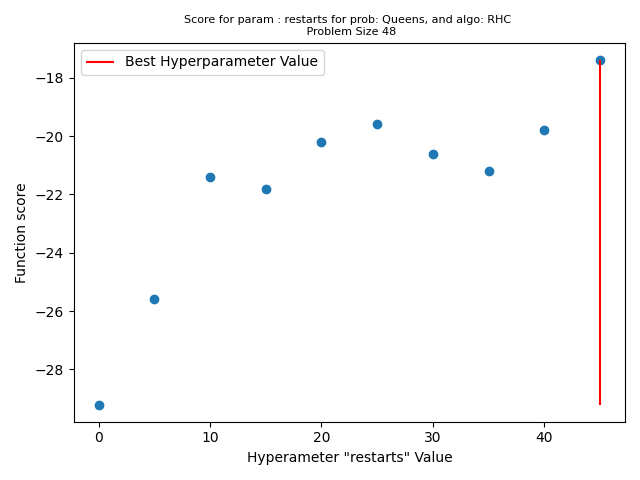 Score for param : restarts for prob: Queens, and algo: RHC
Problem Size 48
Best Hyperparameter Value
Function score
−18
−20
−22
−24
−26
−28
0
10
20
30
40
Hyperameter "restarts" Value